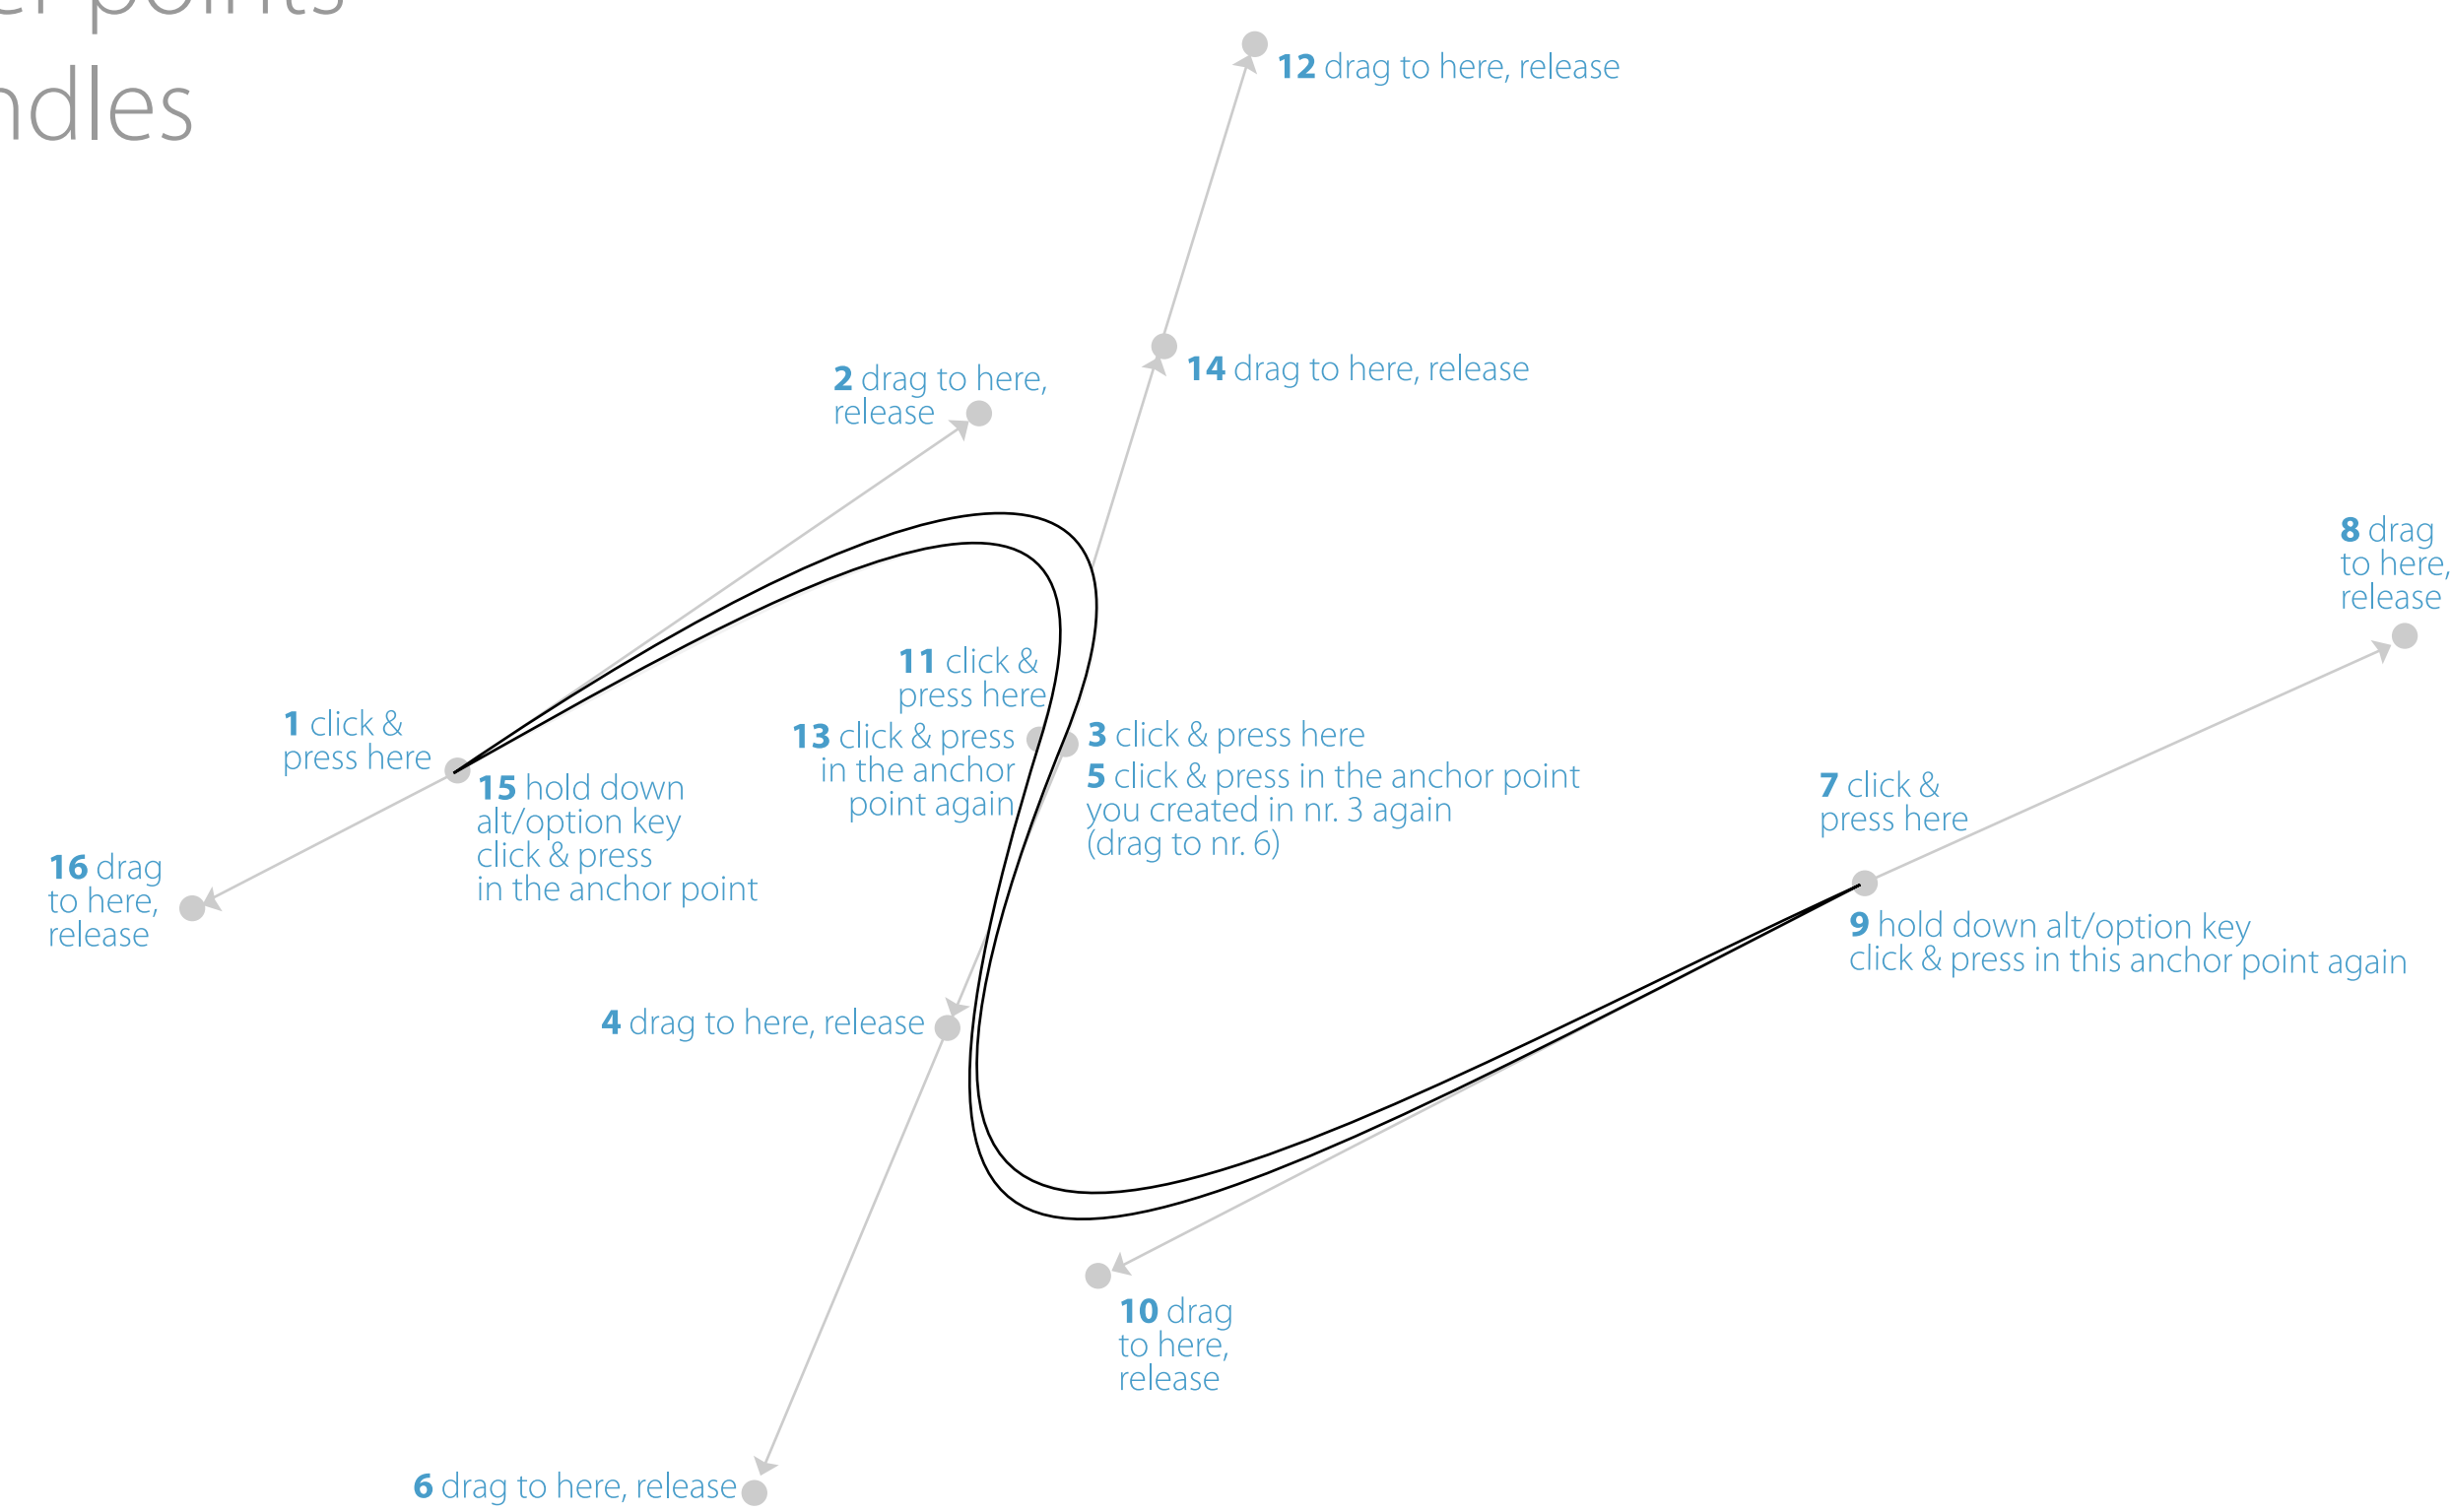 points
ndles
12 drag to here, release
14 drag to here, release
2 drag to here,
release
8 drag
to here,
release
11 click &
press here
1 click &
press here
13 click & press
in the anchor
point again
3 click & press here
5 click & press in the anchor point
you created in nr. 3 again
(drag to nr. 6)
15 hold down
alt/option key
click & press
in the anchor point
7 click &
press here
16 drag
to here,
release
9 hold down alt/option key
click & press in this anchor point again
4 drag to here, release
10 drag
to here,
release
6 drag to here, release